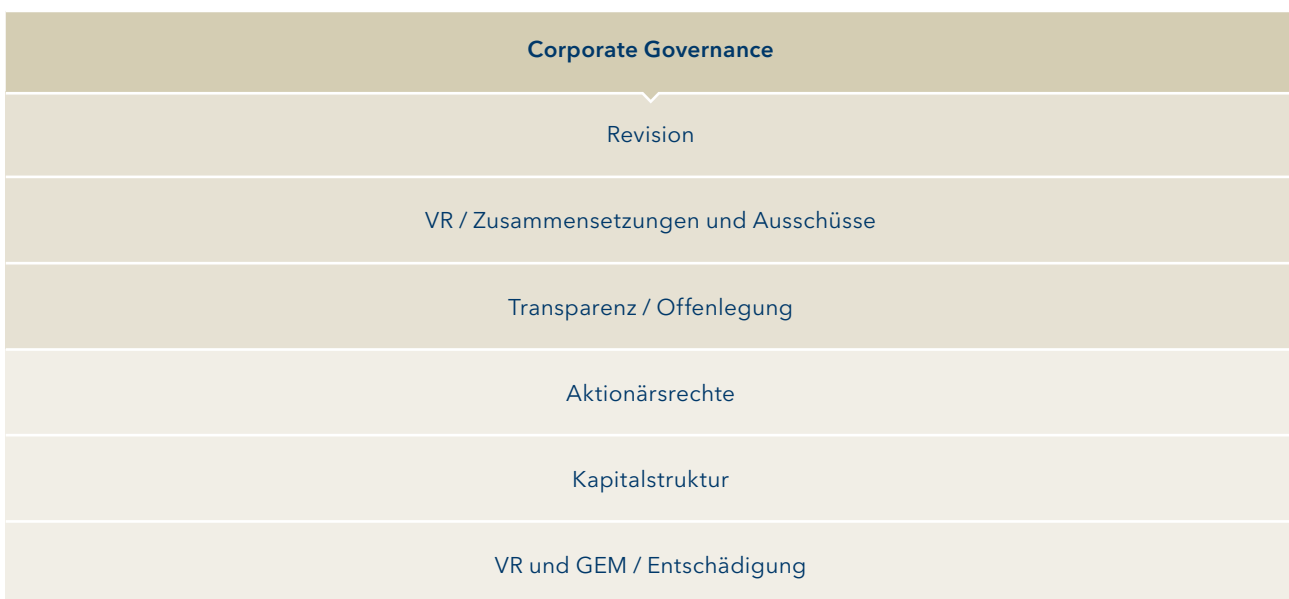 Corporate Governance
Revision
VR / Zusammensetzungen und Ausschüsse
Transparenz / Offenlegung
Aktionärsrechte
Kapitalstruktur
VR und GEM / Entschädigung